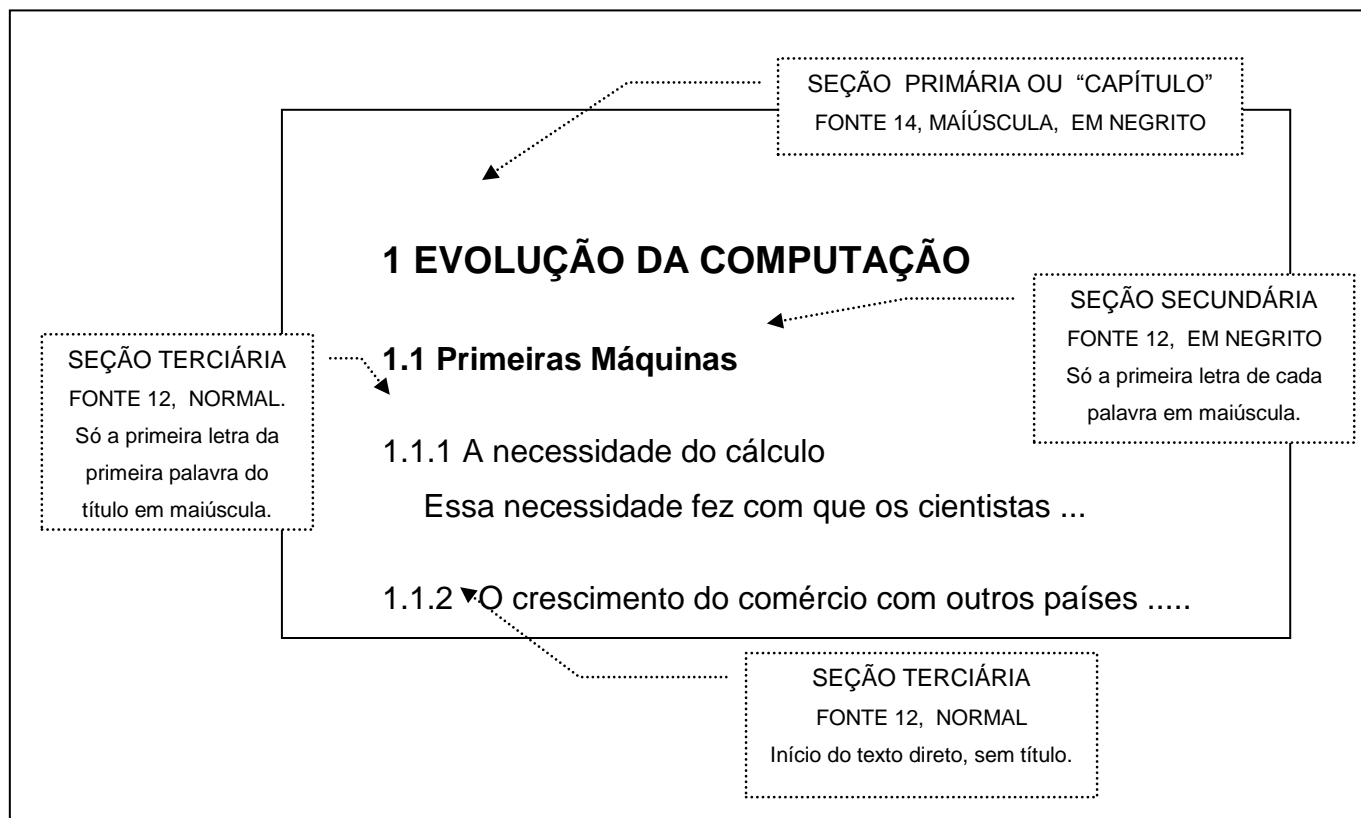 SEÇÃO PRIMÁRIA OU “CAPÍTULO”
FONTE 14, MAÍÚSCULA, EM NEGRITO
1 EVOLUÇÃO DA COMPUTAÇÃO
SEÇÃO SECUNDÁRIA
FONTE 12, EM NEGRITO
Só a primeira letra de cada
palavra em maiúscula.
1.1 Primeiras Máquinas
SEÇÃO TERCIÁRIA
FONTE 12, NORMAL.
Só a primeira letra da
primeira palavra do
título em maiúscula.
1.1.1 A necessidade do cálculo
Essa necessidade fez com que os cientistas ...
1.1.2 O crescimento do comércio com outros países .....
SEÇÃO TERCIÁRIA
FONTE 12, NORMAL
Início do texto direto, sem título.